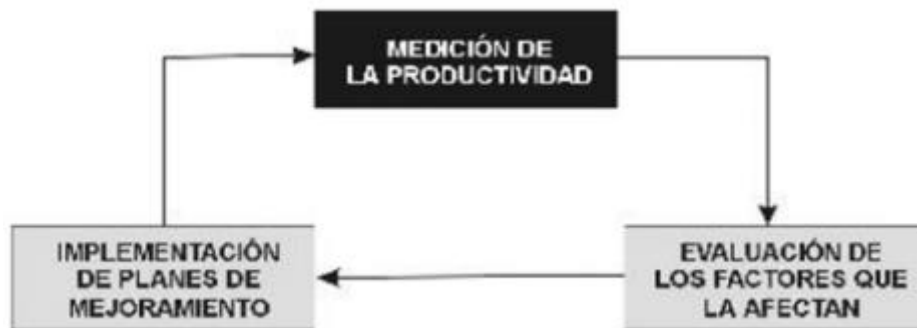 MEDICIÓN DE
LA PRODUCTIVIDAD
IMPLEMENTACIÓN
DE PLANES DE
MEJORAMIENTO
EVALUACIÓN DE
LOS FACTORES QUE
LA AFECTAN